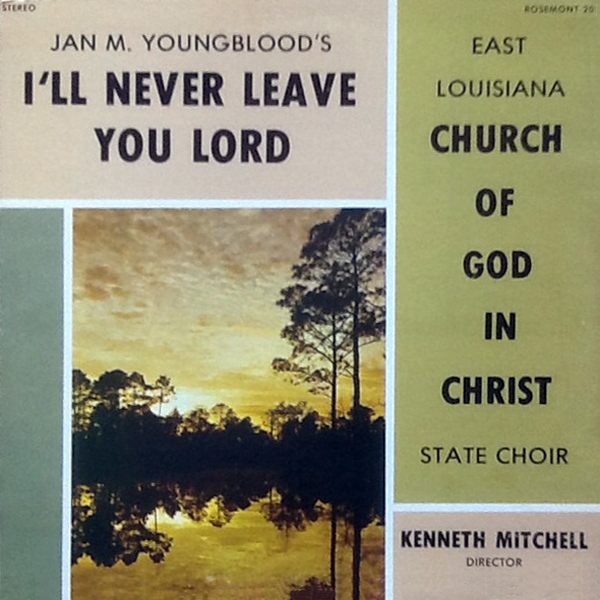 STEREO
ROSEMONT 20
JAN M. YOUNGBLOOD'S
I'LL NEVER LEAVE
YOU LORD
EAST
LOUISIANA
CHURCH
OF
GOD
IN
CHRIST
STATE CHOIR
KENNETH MiTCHELL
DIRECTOR